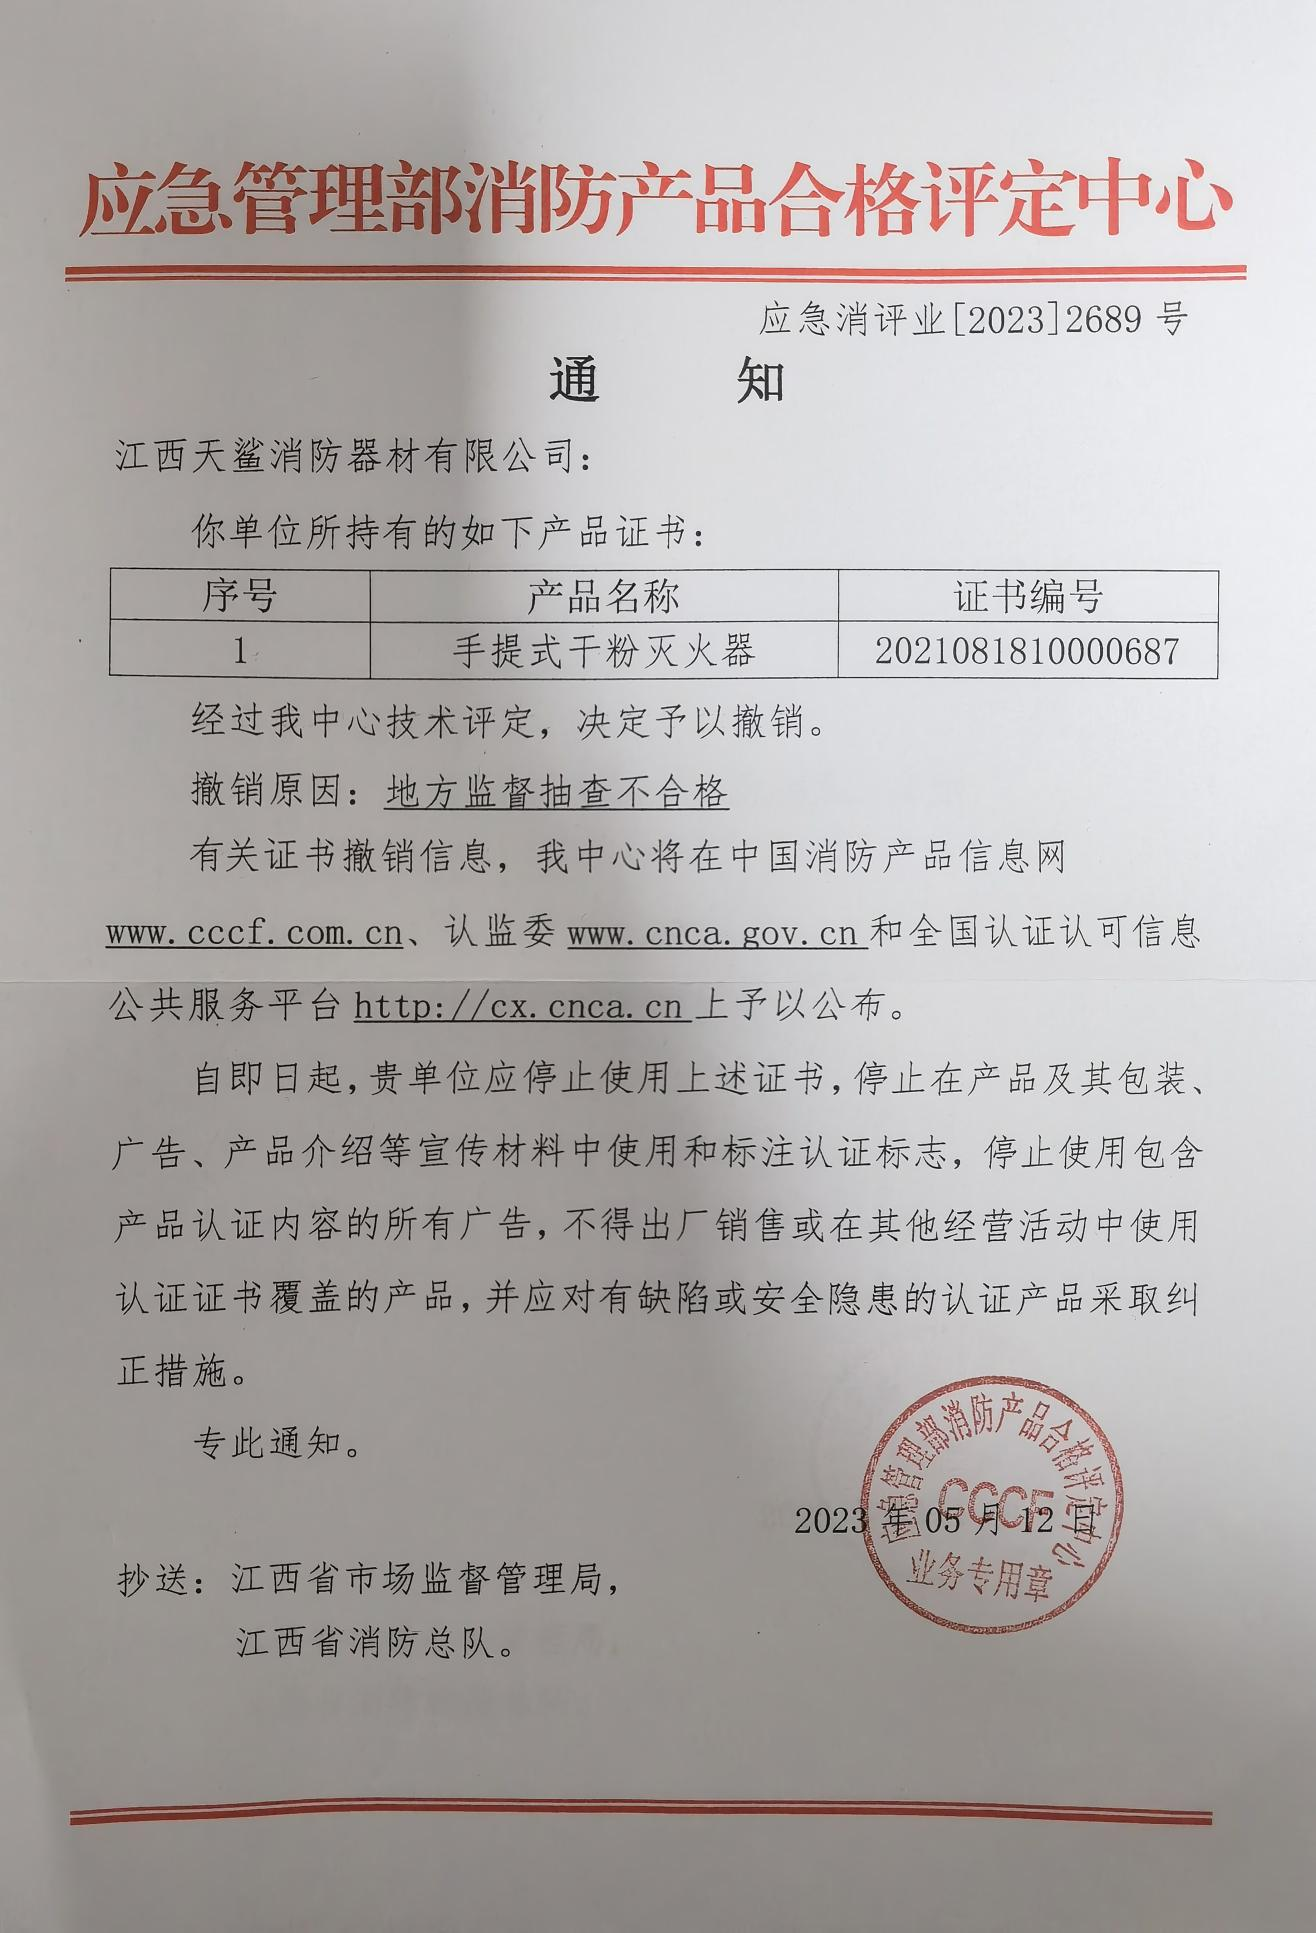 应急管理部消防产品合格评定中心
应急消评业[2023]2689 号
通 知
江西天鲨消防器材有限公司：
你单位所持有的如下产品证书：
序号 产品名称 证书编号
1 手提式干粉灭火器 2021081810000687
经过我中心技术评定，决定予以撤销。
撤销原因：地方监督抽查不合格
有关证书撤销信息，我中心将在中国消防产品信息网
www.cccf.com.cn、认监委 www.cnca.gov.cn 和全国认证认可信息
公共服务平台 http://cx.cnca.cn 上予以公布。
自即日起，贵单位应停止使用上述证书，停止在产品及其包装、
广告、产品介绍等宣传材料中使用和标注认证标志，停止使用包含
产品认证内容的所有广告，不得出厂销售或在其他经营活动中使用
认证证书覆盖的产品，并应对有缺陷或安全隐患的认证产品采取纠
正措施。
专此通知。
应急管理部消防产品合格评定中心
CCCF
2023 年 05 月 12 日
业务专用章
抄送：江西省市场监督管理局，
江西省消防总队。